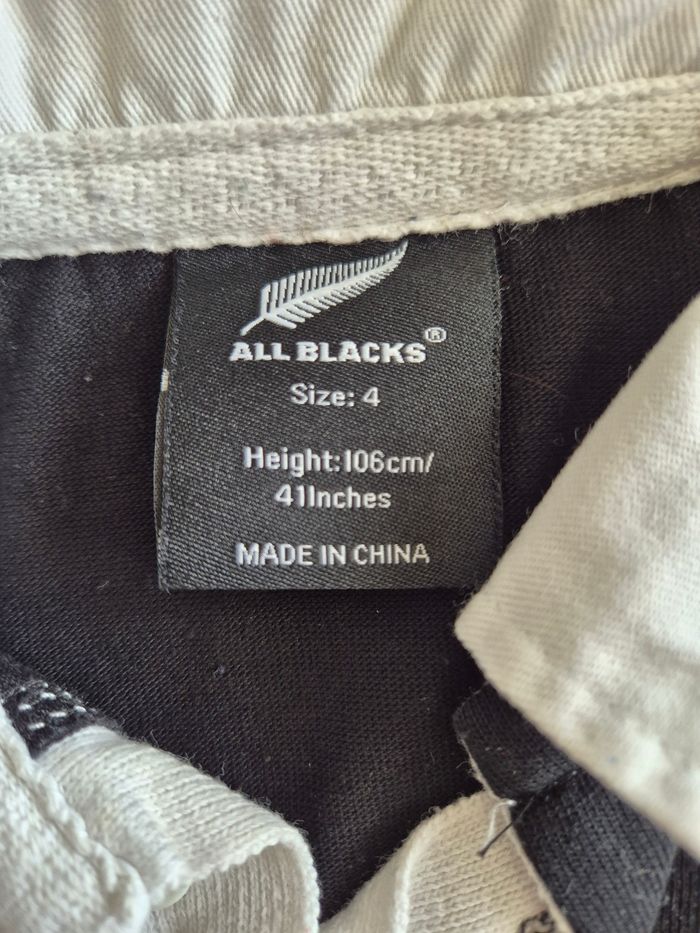 ALL BLACKS®
Size: 4
Height:106cm/
41Inches
MADE IN CHINA